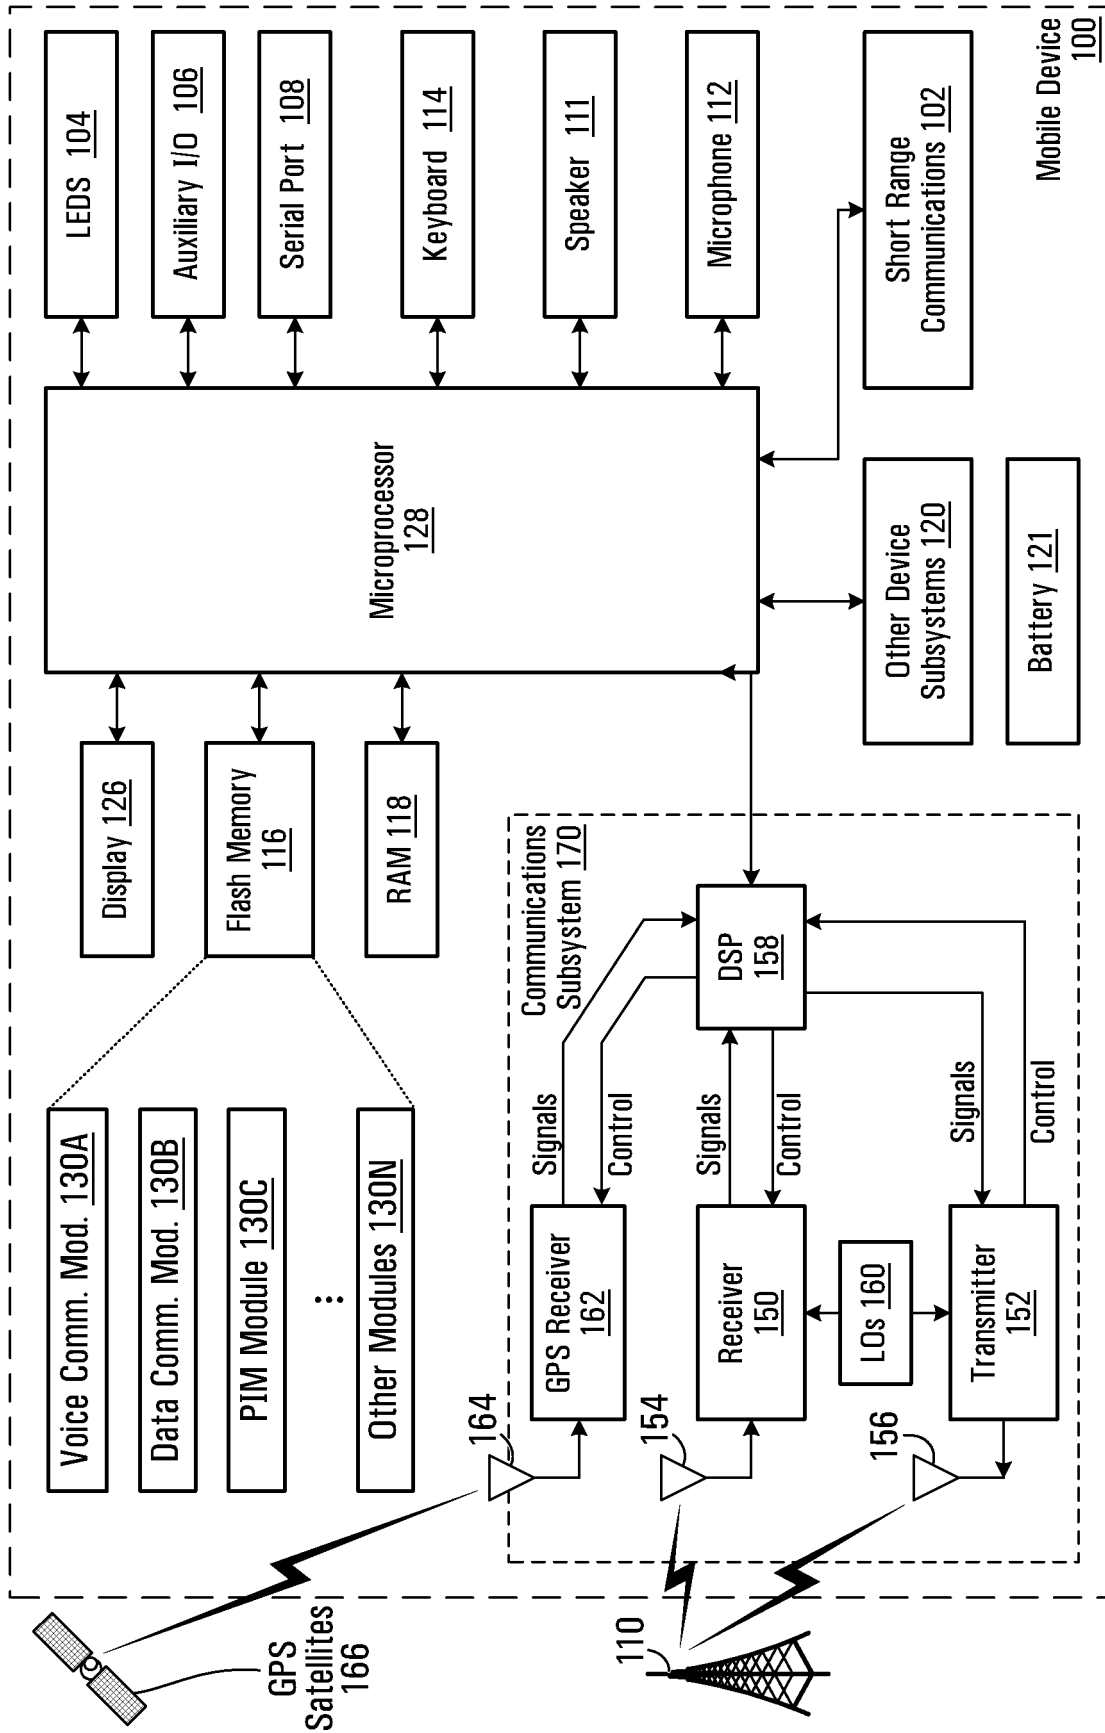 Mobile Device
100
LEDS 104
Auxiliary I/O 106
Serial Port 108
Keyboard 114
Speaker 111
Microphone 112
Short Range
Communications 102
Microprocessor
128
Other Device
Subsystems 120
Battery 121
Display 126
Flash Memory
116
RAM 118
Voice Comm. Mod. 130A
Data Comm. Mod. 130B
PIM Module 130C
...
Other Modules 130N
Communications
Subsystem 170
DSP
158
Signals
Control
Signals
Control
Signals
Control
GPS Receiver
162
Receiver
150
LOs 160
Transmitter
152
164
154
156
GPS
Satellites
166
110